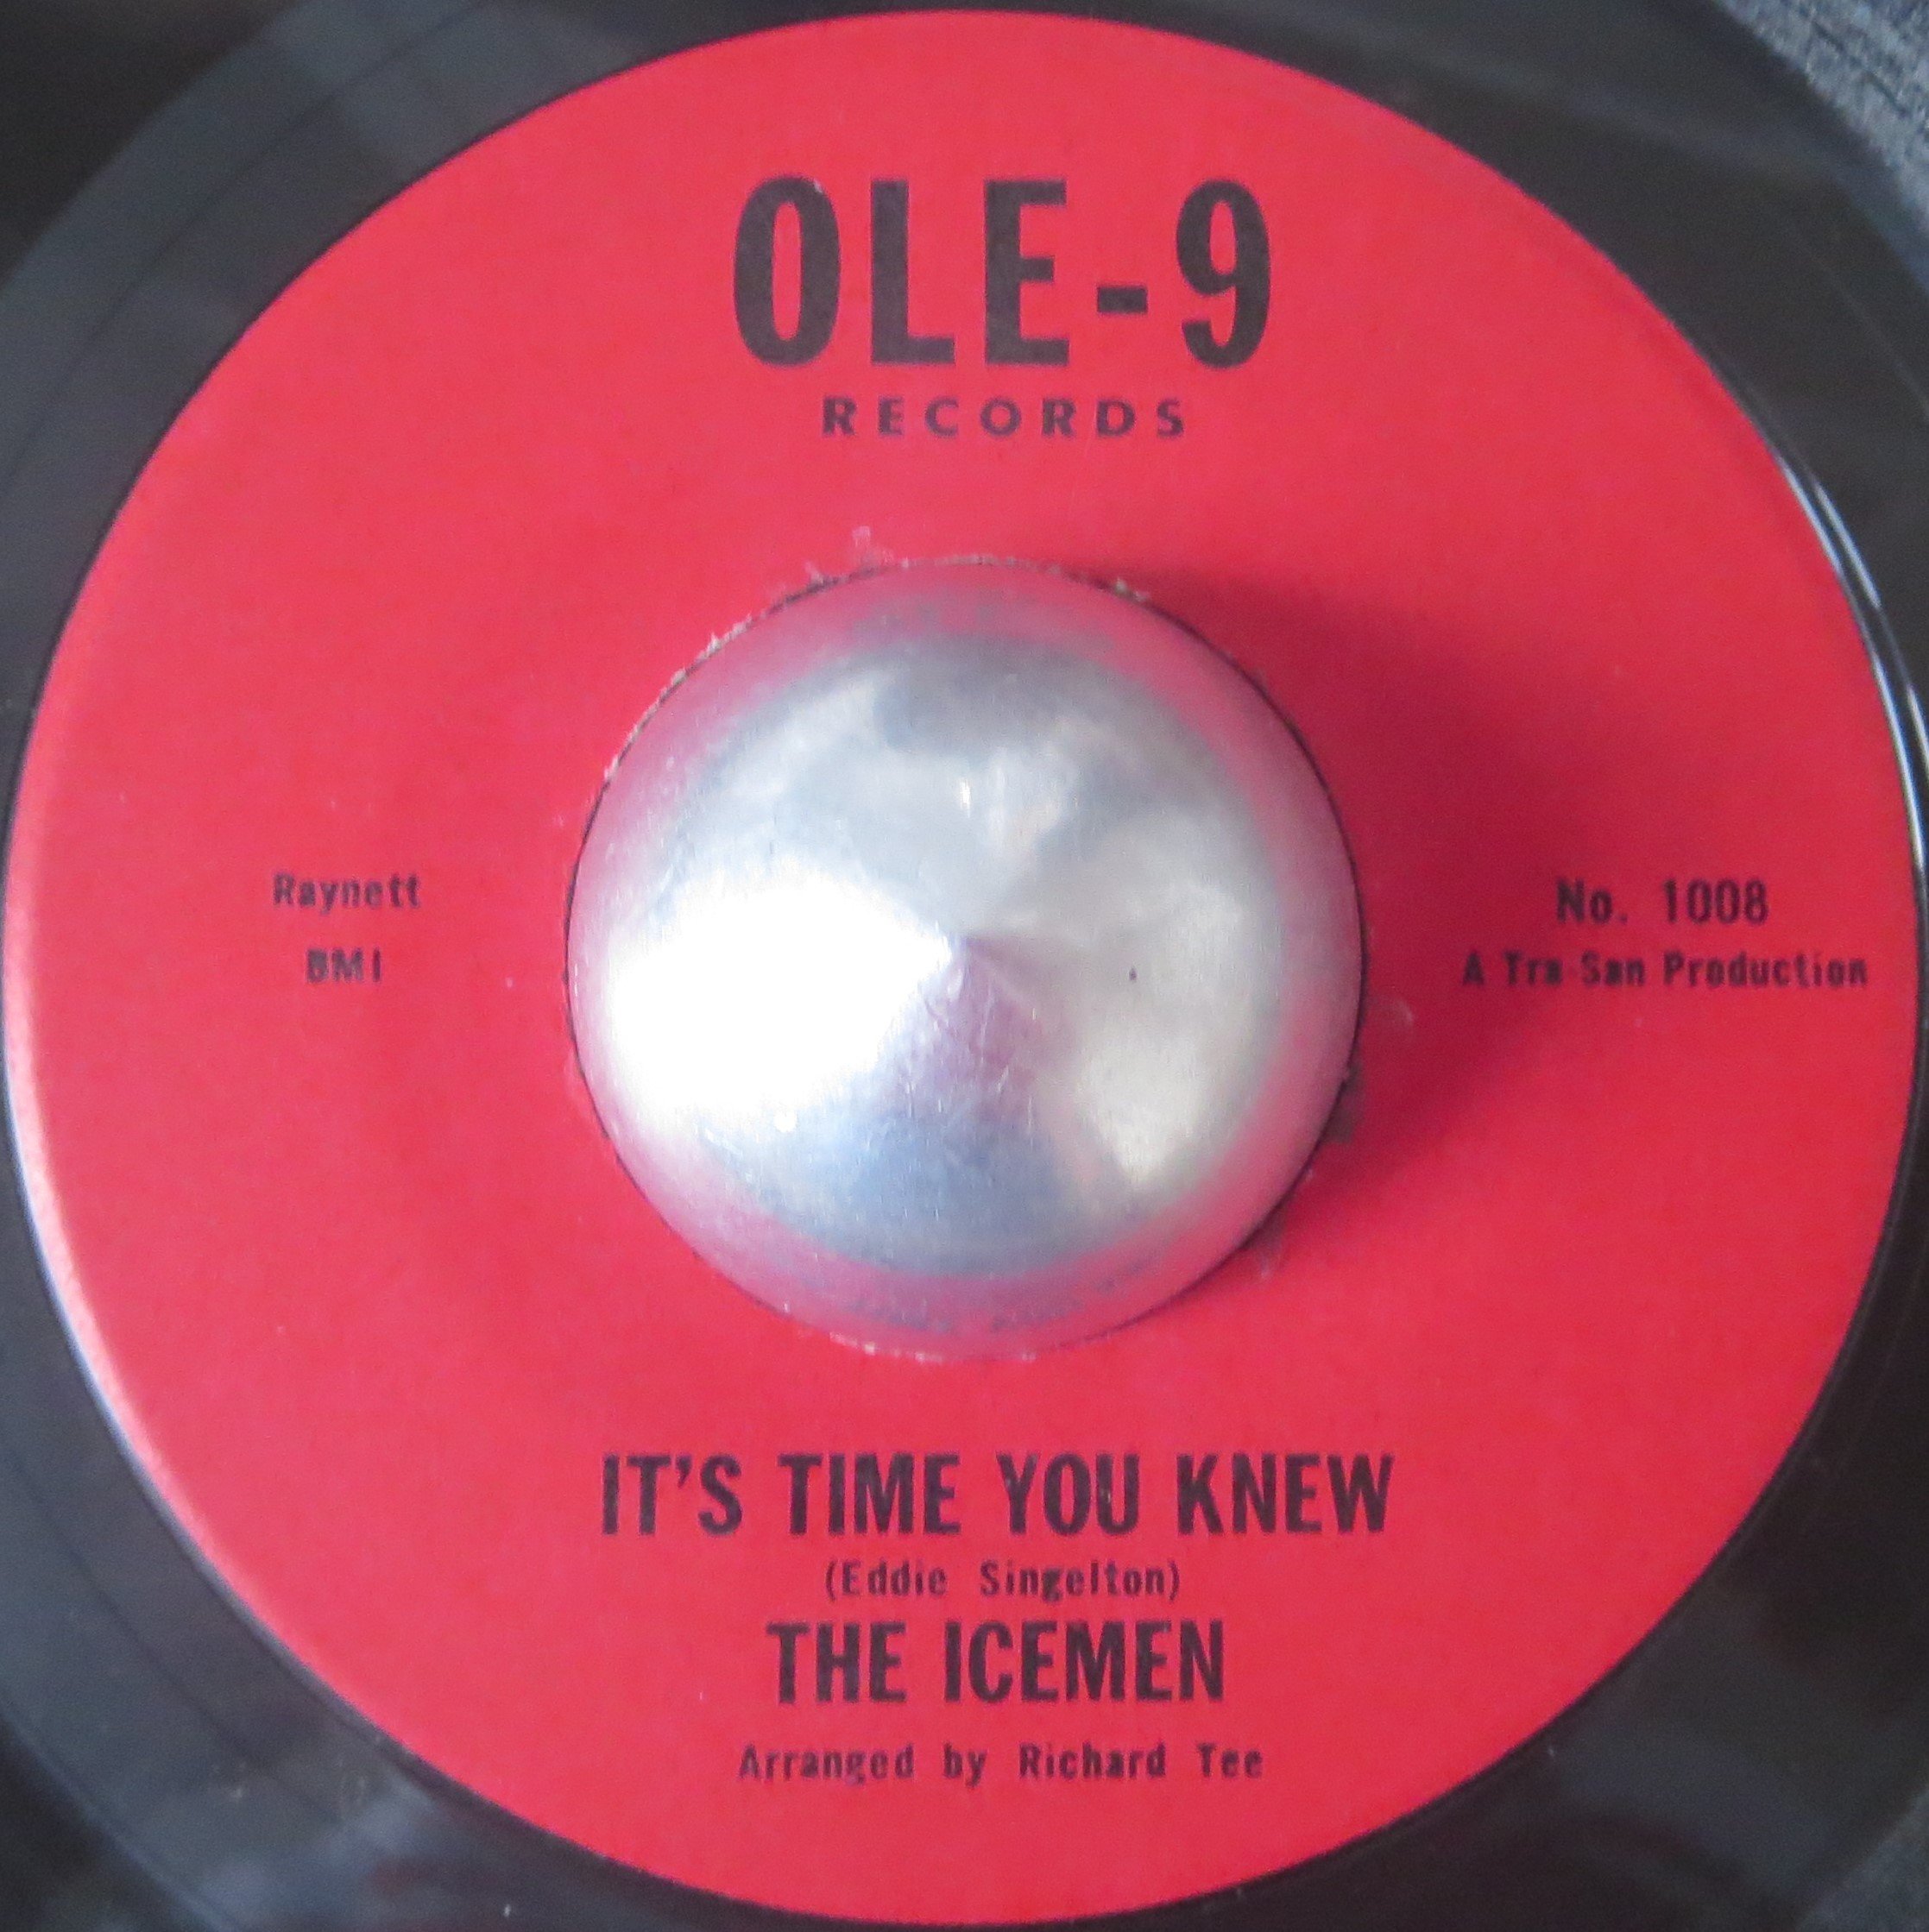 OLE-9
RECORDS
Raynett
BMI
No. 1008
A Tra San Production
IT'S TIME YOU KNEW
(Eddie Singelton)
THE ICEMEN
Arranged by Richard Tee